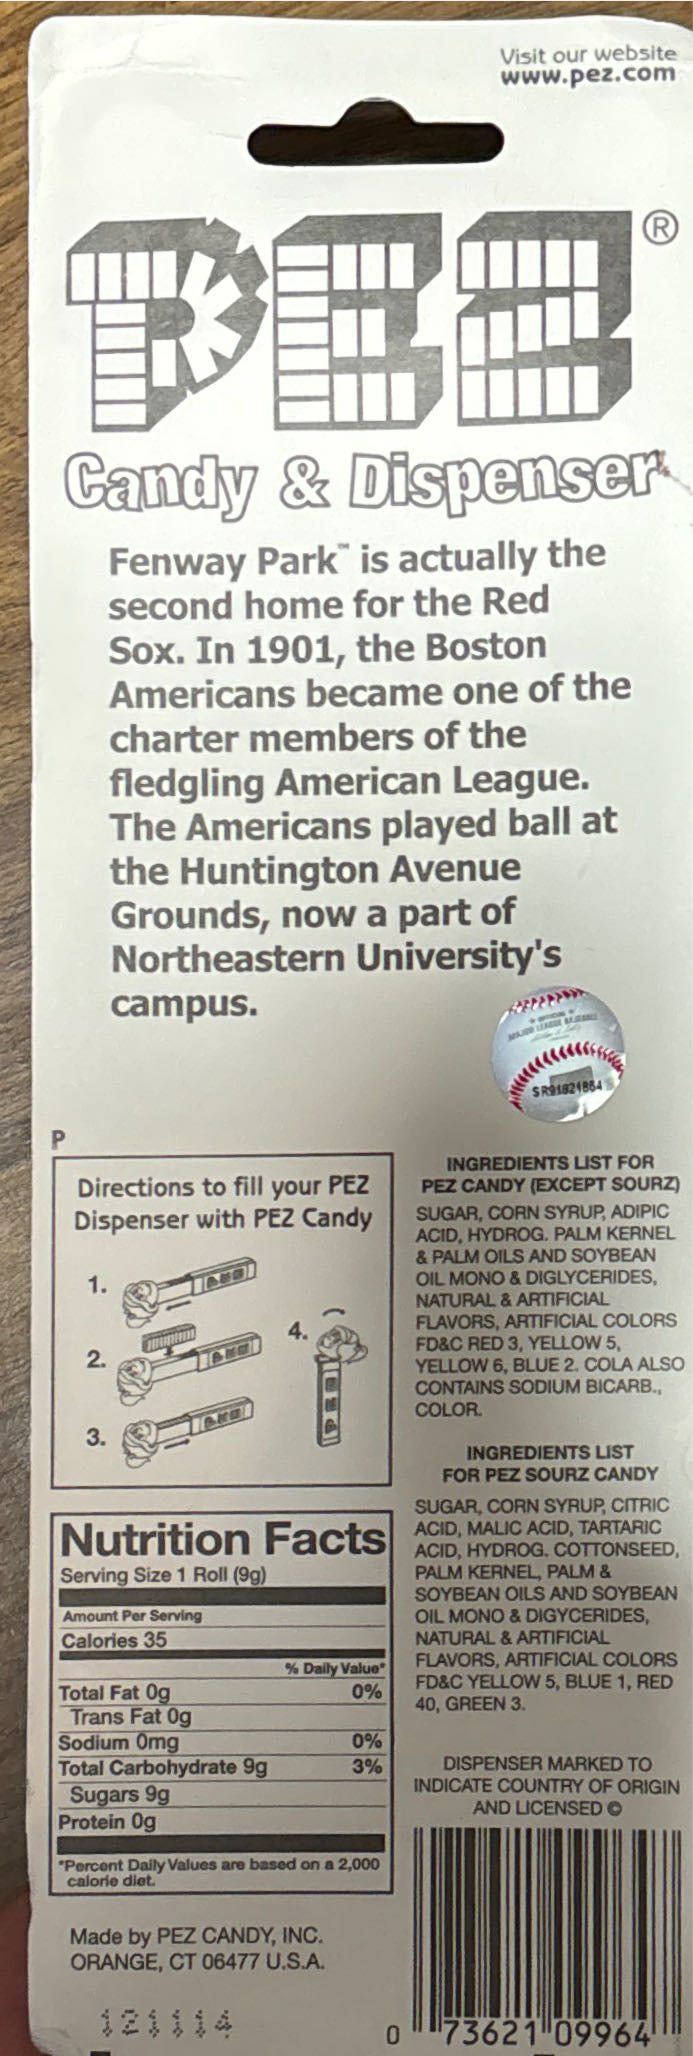 Visit our website
www.pez.com
PEZ®
Candy & Dispenser
Fenway Park™ is actually the
second home for the Red
Sox. In 1901, the Boston
Americans became one of the
charter members of the
fledgling American League.
The Americans played ball at
the Huntington Avenue
Grounds, now a part of
Northeastern University's
campus.
OFFICIAL
MAJOR LEAGUE BASEBALL
SR91821864
P
Directions to fill your PEZ
Dispenser with PEZ Candy
1.
2.
3.
4.
PEZ
PEZ
PEZ
PEZ
Nutrition Facts
Serving Size 1 Roll (9g)
Amount Per Serving
Calories 35
% Daily Value*
Total Fat 0g 0%
Trans Fat 0g
Sodium 0mg 0%
Total Carbohydrate 9g 3%
Sugars 9g
Protein 0g
*Percent Daily Values are based on a 2,000
calorie diet.
Made by PEZ CANDY, INC.
ORANGE, CT 06477 U.S.A.
121114
INGREDIENTS LIST FOR
PEZ CANDY (EXCEPT SOURZ)
SUGAR, CORN SYRUP, ADIPIC
ACID, HYDROG. PALM KERNEL
& PALM OILS AND SOYBEAN
OIL MONO & DIGLYCERIDES,
NATURAL & ARTIFICIAL
FLAVORS, ARTIFICIAL COLORS
FD&C RED 3, YELLOW 5,
YELLOW 6, BLUE 2. COLA ALSO
CONTAINS SODIUM BICARB.,
COLOR.
INGREDIENTS LIST
FOR PEZ SOURZ CANDY
SUGAR, CORN SYRUP, CITRIC
ACID, MALIC ACID, TARTARIC
ACID, HYDROG. COTTONSEED,
PALM KERNEL, PALM &
SOYBEAN OILS AND SOYBEAN
OIL MONO & DIGYCERIDES,
NATURAL & ARTIFICIAL
FLAVORS, ARTIFICIAL COLORS
FD&C YELLOW 5, BLUE 1, RED
40, GREEN 3.
DISPENSER MARKED TO
INDICATE COUNTRY OF ORIGIN
AND LICENSED ©
0 73621 09964